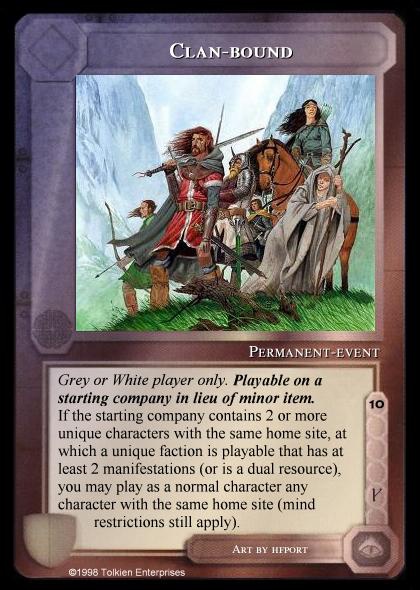 CLAN-BOUND
PERMANENT-EVENT
Grey or White player only. Playable on a
starting company in lieu of minor item.
If the starting company contains 2 or more
unique characters with the same home site, at
which a unique faction is playable that has at
least 2 manifestations (or is a dual resource),
you may play as a normal character any
character with the same home site (mind
restrictions still apply).
10
ART BY HFPORT
©1998 Tolkien Enterprises